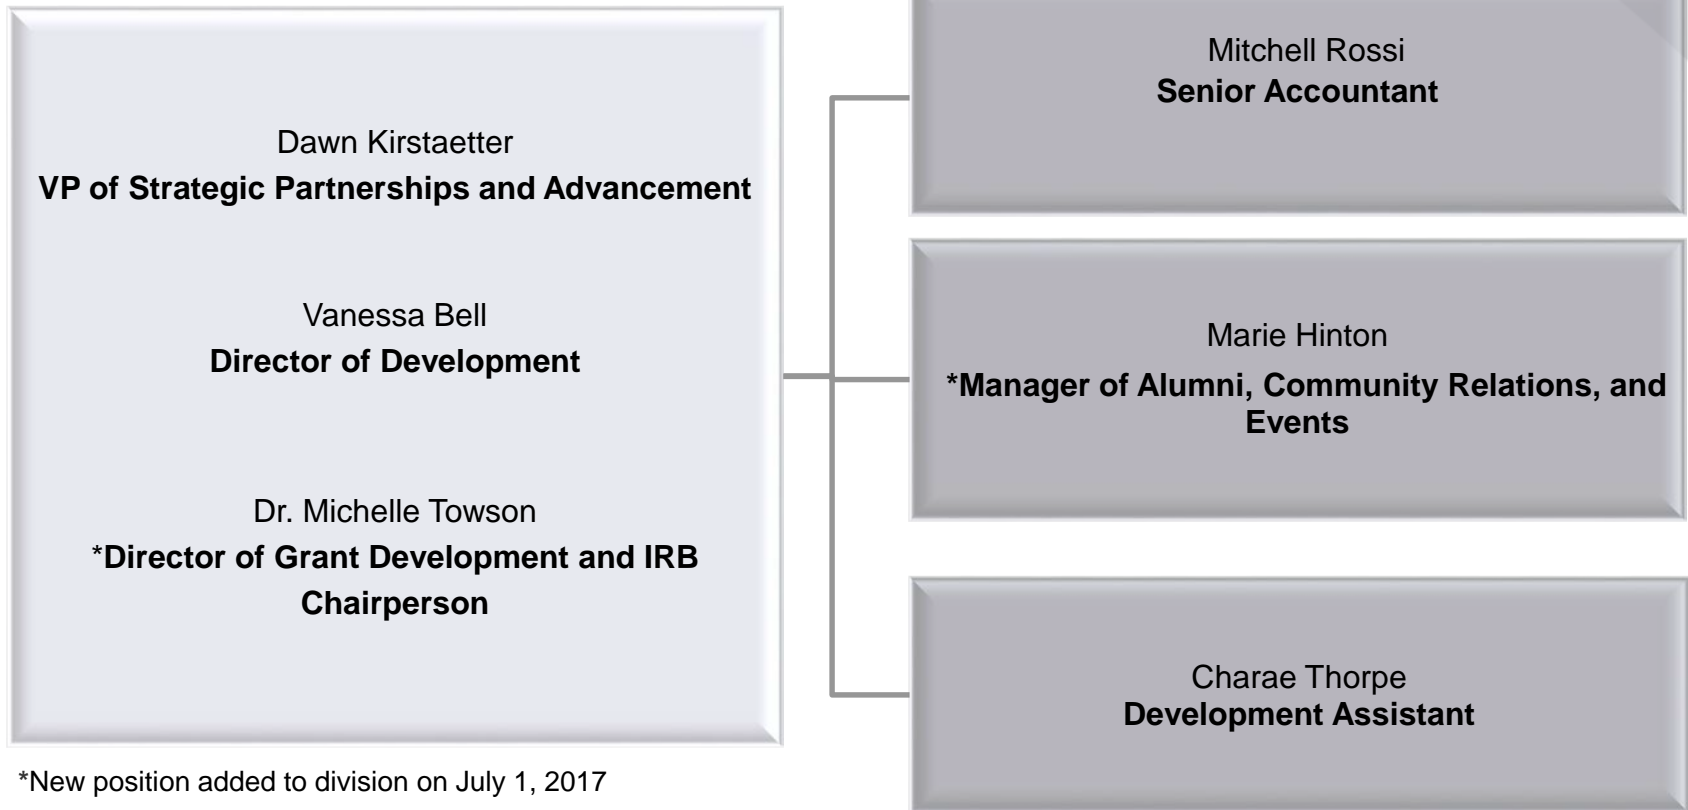 Dawn Kirstaetter
VP of Strategic Partnerships and Advancement
Vanessa Bell
Director of Development
Dr. Michelle Towson
*Director of Grant Development and IRB
Chairperson
*New position added to division on July 1, 2017
Mitchell Rossi
Senior Accountant
Marie Hinton
*Manager of Alumni, Community Relations, and
Events
Charae Thorpe
Development Assistant